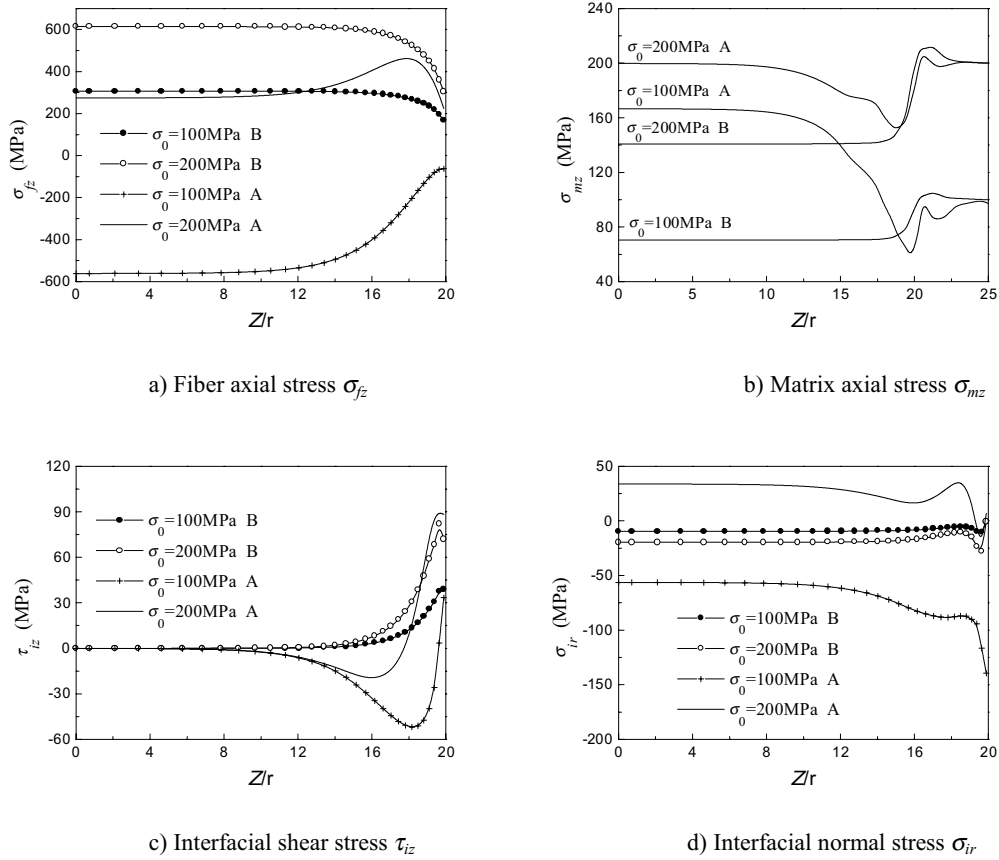 600
400
200
0
-200
-400
-600
σfz (MPa)
σ0=100MPa B
σ0=200MPa B
σ0=100MPa A
σ0=200MPa A
0 4 8 12 16 20
Z/r
a) Fiber axial stress σfz
240
200
160
120
80
40
σmz (MPa)
σ0=200MPa A
σ0=100MPa A
σ0=200MPa B
σ0=100MPa B
0 5 10 15 20 25
Z/r
b) Matrix axial stress σmz
120
90
60
30
0
-30
-60
τiz (MPa)
σ0=100MPa B
σ0=200MPa B
σ0=100MPa A
σ0=200MPa A
0 4 8 12 16 20
Z/r
c) Interfacial shear stress τiz
50
0
-50
-100
-150
-200
σir (MPa)
σ0=100MPa B
σ0=200MPa B
σ0=100MPa A
σ0=200MPa A
0 4 8 12 16 20
Z/r
d) Interfacial normal stress σir